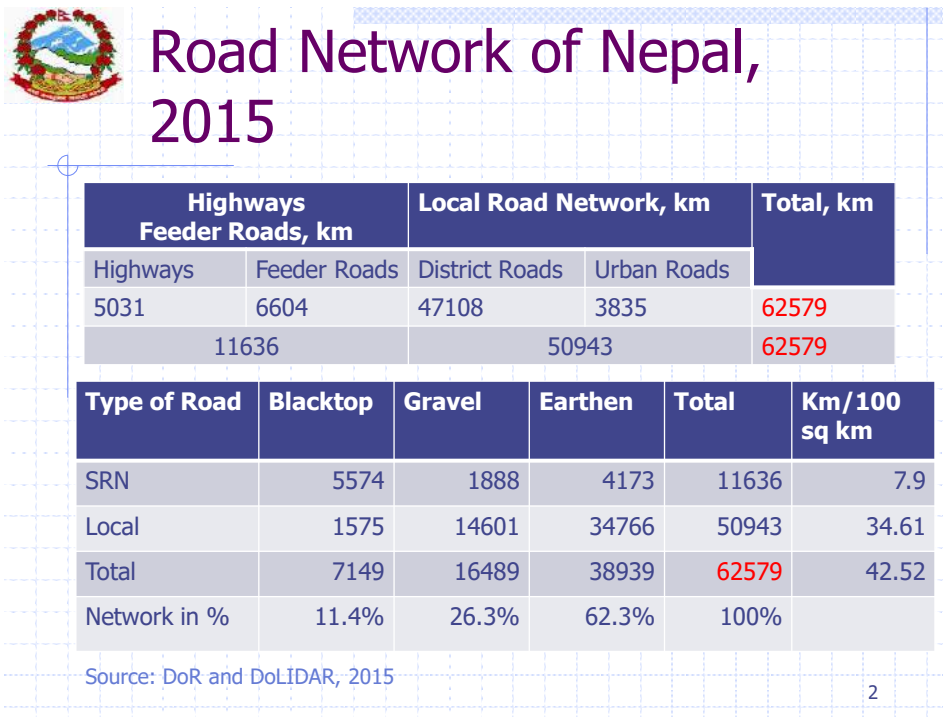 Road Network of Nepal,
2015
Highways Feeder Roads, km Local Road Network, km Total, km
Highways Feeder Roads District Roads Urban Roads
5031 6604 47108 3835 62579
11636 50943 62579
Type of Road Blacktop Gravel Earthen Total Km/100 sq km
SRN 5574 1888 4173 11636 7.9
Local 1575 14601 34766 50943 34.61
Total 7149 16489 38939 62579 42.52
Network in % 11.4% 26.3% 62.3% 100%
Source: DoR and DoLIDAR, 2015
2